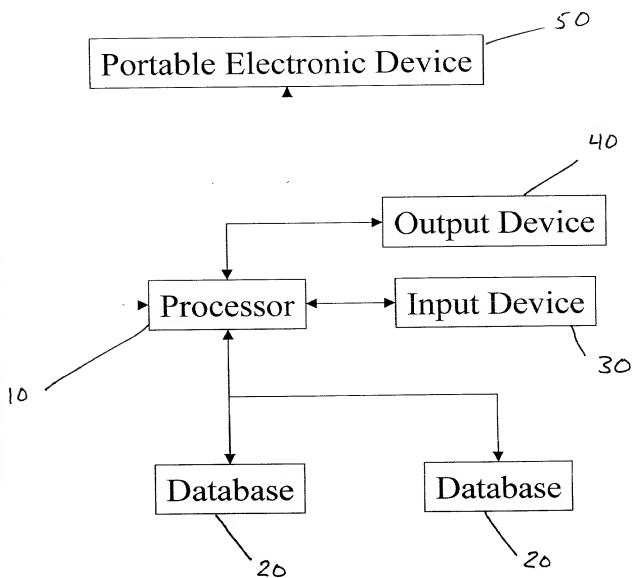 50
Portable Electronic Device
40
Output Device
Processor
Input Device
10
30
Database
Database
20
20